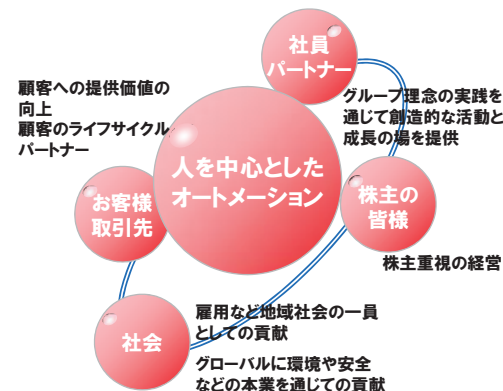 社員
パートナー
顧客への提供価値の
向上
顧客のライフサイクル
パートナー
グループ理念の実践を
通じて創造的な活動と
成長の場を提供
人を中心とした
オートメーション
お客様
取引先
株主の
皆様
株主重視の経営
社会
雇用など地域社会の一員
としての貢献
グローバルに環境や安全
などの本業を通じての貢献